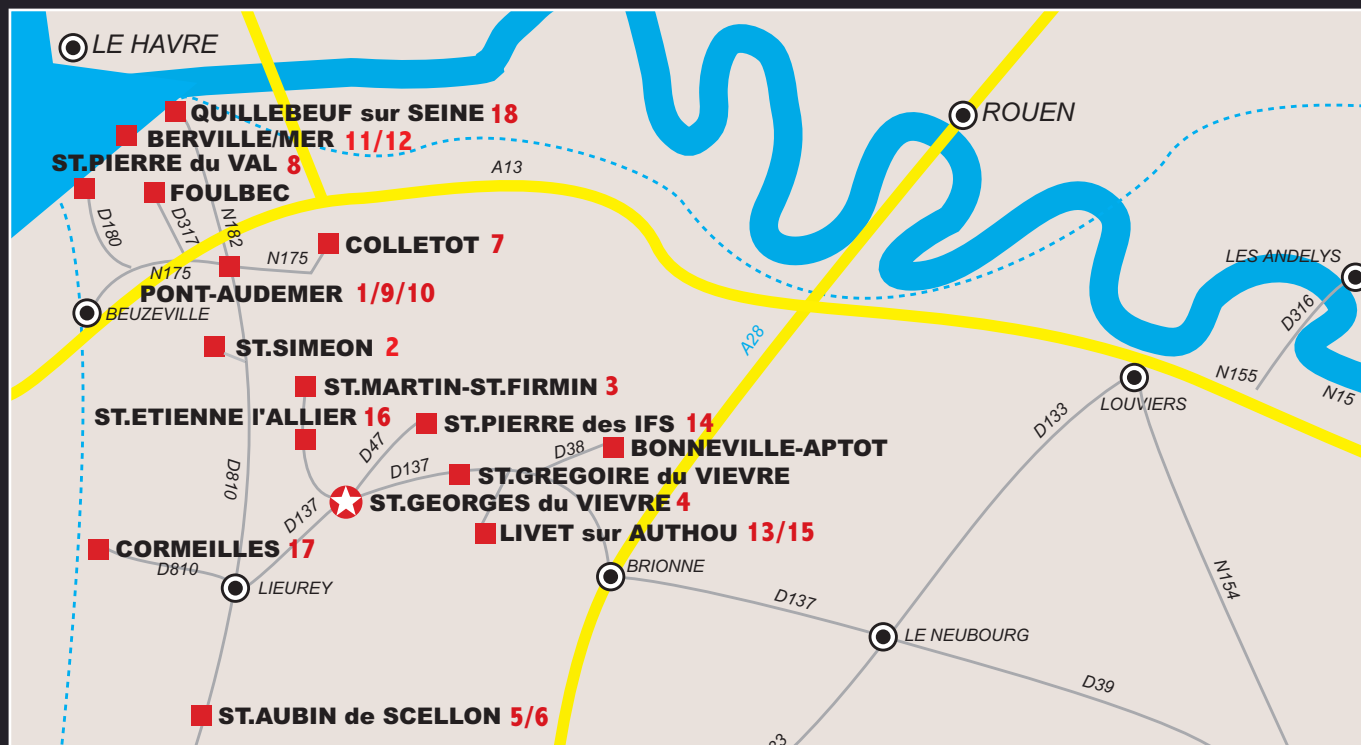 LE HAVRE
QUILLEBEUF sur SEINE 18
ROUEN
BERVILLE/MER 11/12
ST.PIERRE du VAL 8
A13
FOULBEC
D180
D317
N182
COLLETOT 7
N175
N175
LES ANDELYS
PONT-AUDEMER 1/9/10
BEUZEVILLE
D316
A28
ST.SIMEON 2
N155
N15
ST.MARTIN-ST.FIRMIN 3
LOUVIERS
ST.ETIENNE l'ALLIER 16
ST.PIERRE des IFS 14
D133
D47
D38
BONNEVILLE-APTOT
D137
ST.GREGOIRE du VIEVRE
D810
ST.GEORGES du VIEVRE 4
D137
LIVET sur AUTHOU 13/15
CORMEILLES 17
D810
BRIONNE
LIEUREY
N154
D137
LE NEUBOURG
D39
ST.AUBIN de SCELLON 5/6